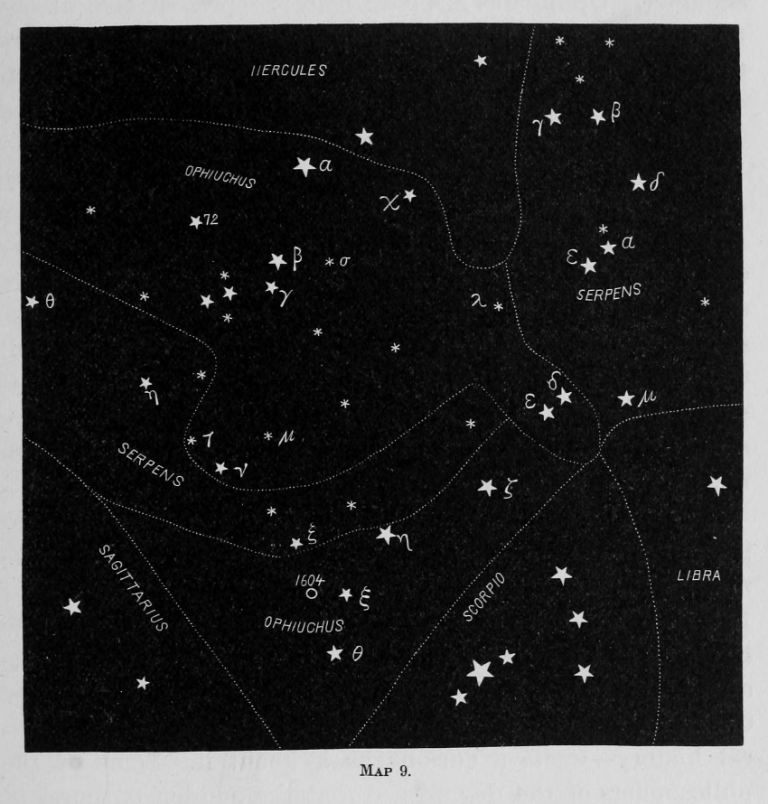 HERCULES
γ
β
OPHIUCHUS
α
δ
χ
72
α
β
σ
ε
γ
SERPENS
θ
λ
δ
η
ε
μ
τ
μ
SERPENS
ν
ζ
ξ
η
SAGITTARIUS
1604
ξ
SCORPIO
LIBRA
OPHIUCHUS
θ
MAP 9.